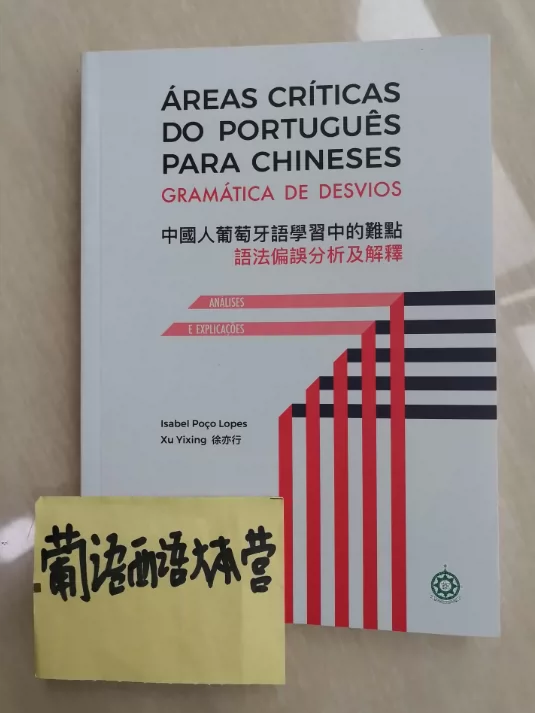 ÁREAS CRÍTICAS
DO PORTUGUÊS
PARA CHINESES
GRAMÁTICA DE DESVIOS
中國人葡萄牙語學習中的難點
語法偏誤分析及解釋
ANÁLISES
E EXPLICAÇÕES
Isabel Poço Lopes
Xu Yixing 徐亦行
葡语西语大本营